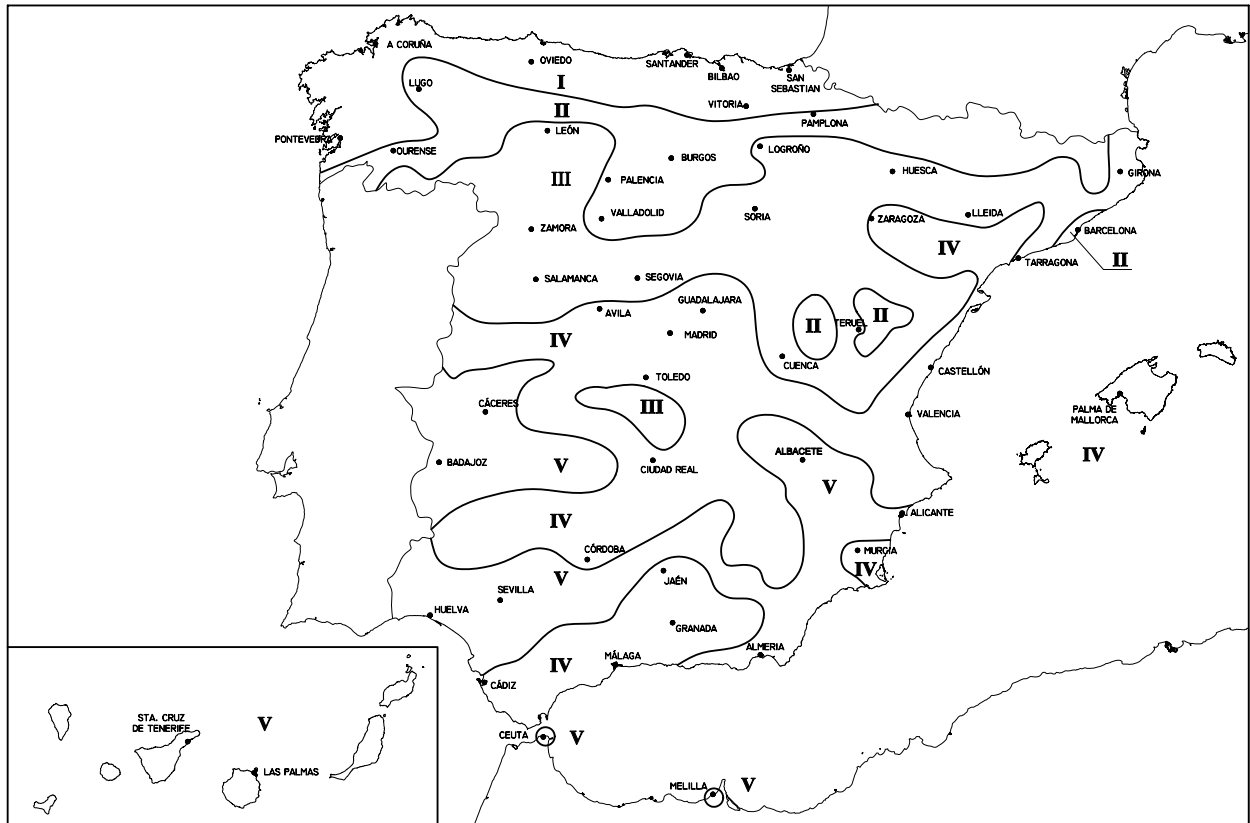 A CORUÑA
OVIEDO
SANTANDER
BILBAO
SAN
SEBASTIAN
LUGO
I
II
VITORIA
PAMPLONA
PONTEVEDRA
OURENSE
LEÓN
LOGROÑO
BURGOS
III
PALENCIA
HUESCA
GIRONA
VALLADOLID
SORIA
ZARAGOZA
LLEIDA
ZAMORA
BARCELONA
IV
TARRAGONA
II
SALAMANCA
SEGOVIA
AVILA
GUADALAJARA
II
TERUEL
II
IV
MADRID
CUENCA
CASTELLÓN
TOLEDO
CÁCERES
III
VALENCIA
PALMA DE
MALLORCA
IV
BADAJOZ
V
CIUDAD REAL
ALBACETE
V
IV
ALICANTE
CÓRDOBA
MURCIA
IV
V
JAÉN
SEVILLA
HUELVA
GRANADA
IV
MÁLAGA
ALMERIA
CÁDIZ
STA. CRUZ
DE TENERIFE
V
LAS PALMAS
CEUTA
V
MELILLA
V